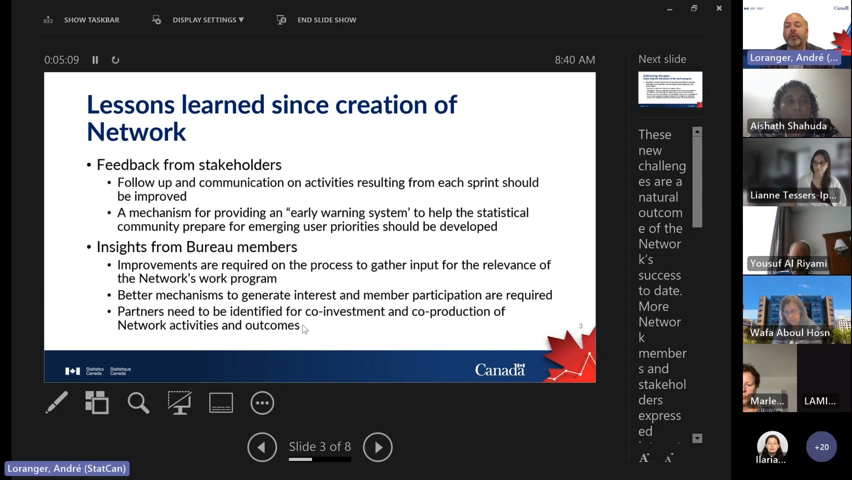 SHOW TASKBAR
DISPLAY SETTINGS ▼
END SLIDE SHOW
0:05:09
8:40 AM
Lessons learned since creation of
Network
• Feedback from stakeholders
• Follow up and communication on activities resulting from each sprint should
be improved
• A mechanism for providing an “early warning system’ to help the statistical
community prepare for emerging user priorities should be developed
• Insights from Bureau members
• Improvements are required on the process to gather input for the relevance of
the Network’s work program
• Better mechanisms to generate interest and member participation are required
• Partners need to be identified for co-investment and co-production of
Network activities and outcomes
3
Statistics
Canada
Statistique
Canada
Canada
Slide 3 of 8
Next slide
These
new
challeng
es are a
natural
outcom
e of the
Networ
k’s
success
to date.
More
Networ
k
member
s and
stakehol
ders
express
ed
A
A
Loranger, André (StatCan)
Loranger, André (...
Aishath Shahuda
Lianne Tessers-Ip...
Yousuf Al Riyami
Wafa Aboul Hosn
Marle...
LAMI...
Ilaria...
+20